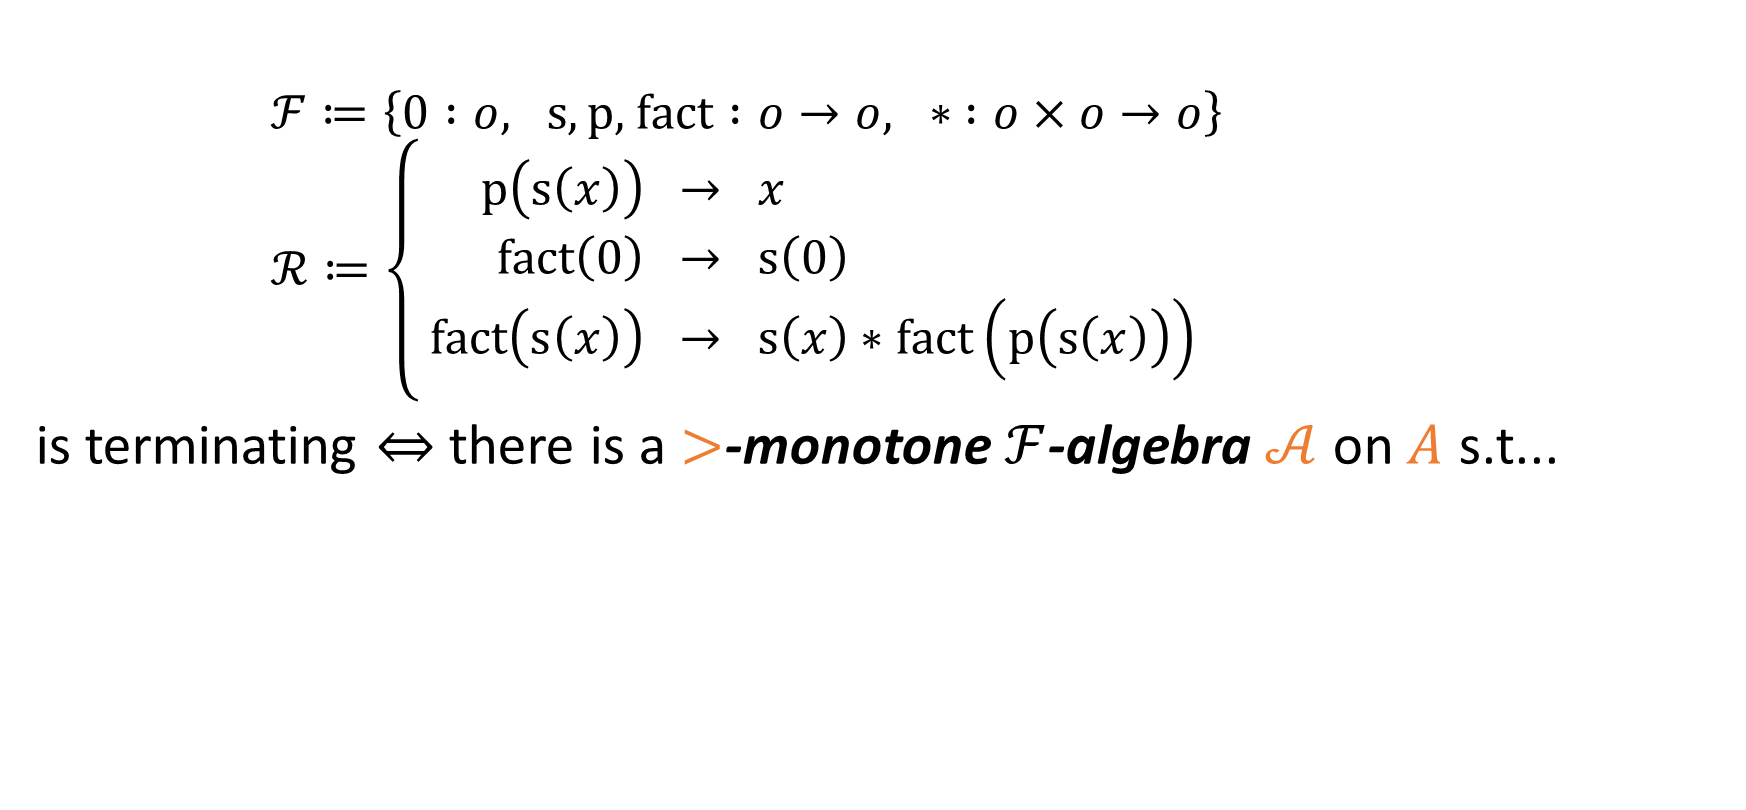 ℱ ≔ {0 : 𝑜, s, p, fact : 𝑜 → 𝑜, ∗ : 𝑜 × 𝑜 → 𝑜}
p(s(𝑥)) → 𝑥
fact(0) → s(0)
ℛ ≔ {
fact(s(𝑥)) → s(𝑥) ∗ fact(p(s(𝑥)))
is terminating ⇔ there is a >-monotone ℱ-algebra 𝒜 on 𝐴 s.t...